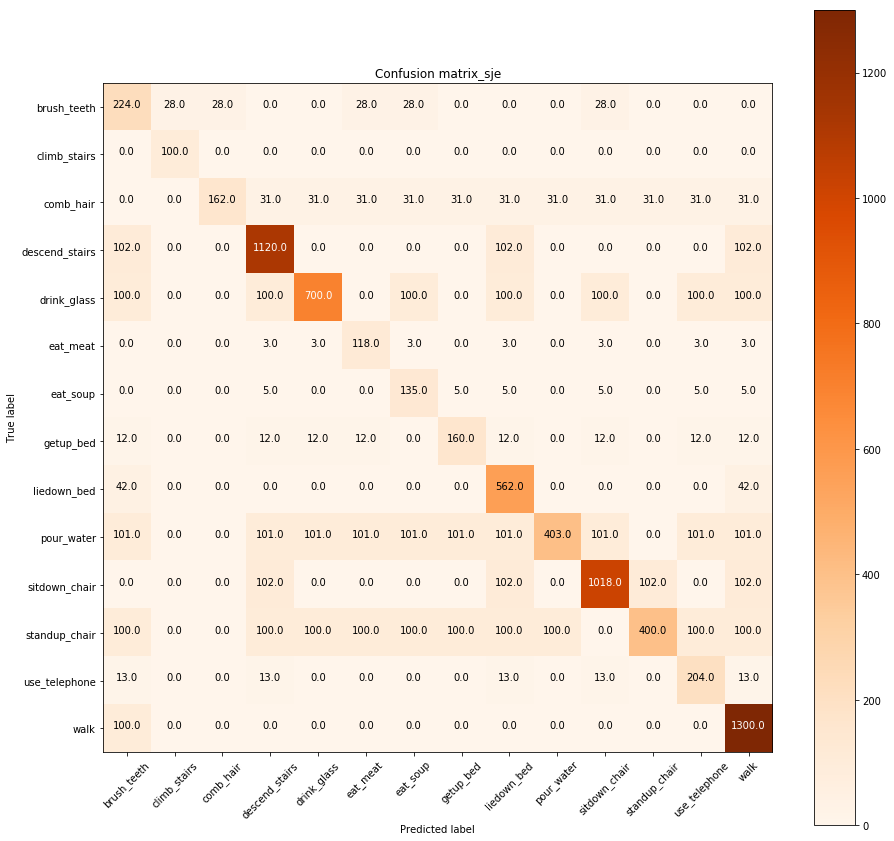 Confusion matrix_sje
brush_teeth 224.0 28.0 28.0 0.0 0.0 28.0 28.0 0.0 0.0 0.0 28.0 0.0 0.0 0.0
climb_stairs 0.0 100.0 0.0 0.0 0.0 0.0 0.0 0.0 0.0 0.0 0.0 0.0 0.0 0.0
comb_hair 0.0 0.0 162.0 31.0 31.0 31.0 31.0 31.0 31.0 31.0 31.0 31.0 31.0 31.0
descend_stairs 102.0 0.0 0.0 1120.0 0.0 0.0 0.0 0.0 102.0 0.0 0.0 0.0 0.0 102.0
drink_glass 100.0 0.0 0.0 100.0 700.0 0.0 100.0 0.0 100.0 0.0 100.0 0.0 100.0 100.0
eat_meat 0.0 0.0 0.0 3.0 3.0 118.0 3.0 0.0 3.0 0.0 3.0 0.0 3.0 3.0
eat_soup 0.0 0.0 0.0 5.0 0.0 0.0 135.0 5.0 5.0 0.0 5.0 0.0 5.0 5.0
getup_bed 12.0 0.0 0.0 12.0 12.0 12.0 0.0 160.0 12.0 0.0 12.0 0.0 12.0 12.0
liedown_bed 42.0 0.0 0.0 0.0 0.0 0.0 0.0 0.0 562.0 0.0 0.0 0.0 0.0 42.0
pour_water 101.0 0.0 0.0 101.0 101.0 101.0 101.0 101.0 101.0 403.0 101.0 0.0 101.0 101.0
sitdown_chair 0.0 0.0 0.0 102.0 0.0 0.0 0.0 0.0 102.0 0.0 1018.0 102.0 0.0 102.0
standup_chair 100.0 0.0 0.0 100.0 100.0 100.0 100.0 100.0 100.0 100.0 0.0 400.0 100.0 100.0
use_telephone 13.0 0.0 0.0 13.0 0.0 0.0 0.0 0.0 13.0 0.0 13.0 0.0 204.0 13.0
walk 100.0 0.0 0.0 0.0 0.0 0.0 0.0 0.0 0.0 0.0 0.0 0.0 0.0 1300.0
brush_teeth climb_stairs comb_hair descend_stairs drink_glass eat_meat eat_soup getup_bed liedown_bed pour_water sitdown_chair standup_chair use_telephone walk
Predicted label
True label
1200
1000
800
600
400
200
0